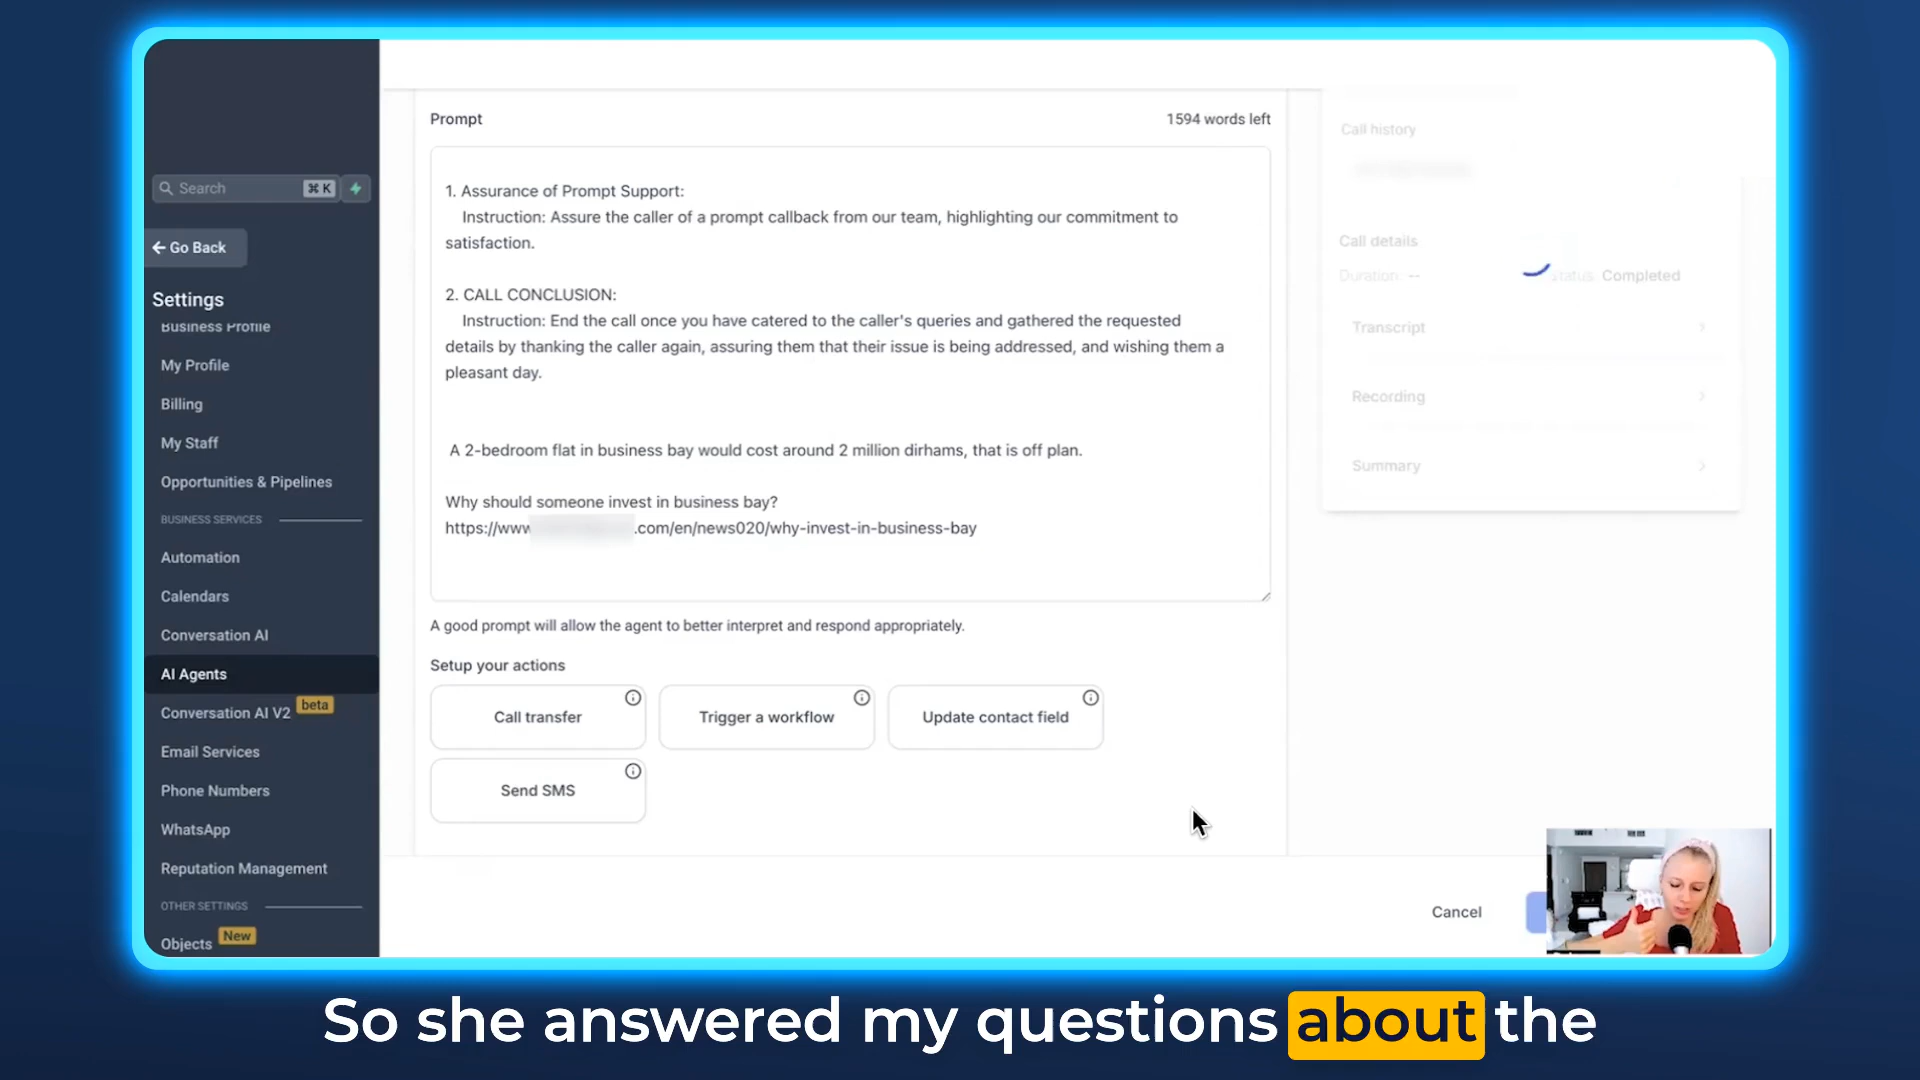 Search ⌘ K
Go Back
Settings
Business Profile
My Profile
Billing
My Staff
Opportunities & Pipelines
BUSINESS SERVICES
Automation
Calendars
Conversation AI
AI Agents
Conversation AI V2 beta
Email Services
Phone Numbers
WhatsApp
Reputation Management
OTHER SETTINGS
Objects New
Prompt 1594 words left
1. Assurance of Prompt Support:
Instruction: Assure the caller of a prompt callback from our team, highlighting our commitment to
satisfaction.
2. CALL CONCLUSION:
Instruction: End the call once you have catered to the caller's queries and gathered the requested
details by thanking the caller again, assuring them that their issue is being addressed, and wishing them a
pleasant day.
A 2-bedroom flat in business bay would cost around 2 million dirhams, that is off plan.
Why should someone invest in business bay?
https://www .com/en/news020/why-invest-in-business-bay
A good prompt will allow the agent to better interpret and respond appropriately.
Setup your actions
Call transfer
Trigger a workflow
Update contact field
Send SMS
Call history
Call details
Duration: -- Status: Completed
Transcript
Recording
Summary
Cancel
So she answered my questions about the